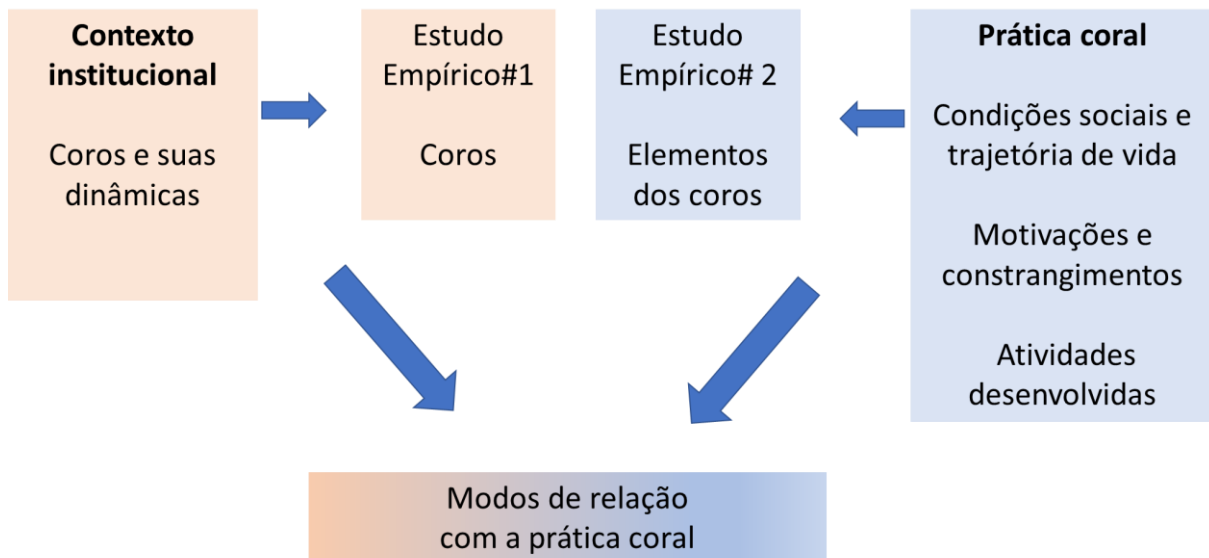 Contexto
institucional
Coros e suas
dinâmicas
Estudo
Empírico#1
Coros
Estudo
Empírico# 2
Elementos
dos coros
Prática coral
Condições sociais e
trajetória de vida
Motivações e
constrangimentos
Atividades
desenvolvidas
Modos de relação
com a prática coral